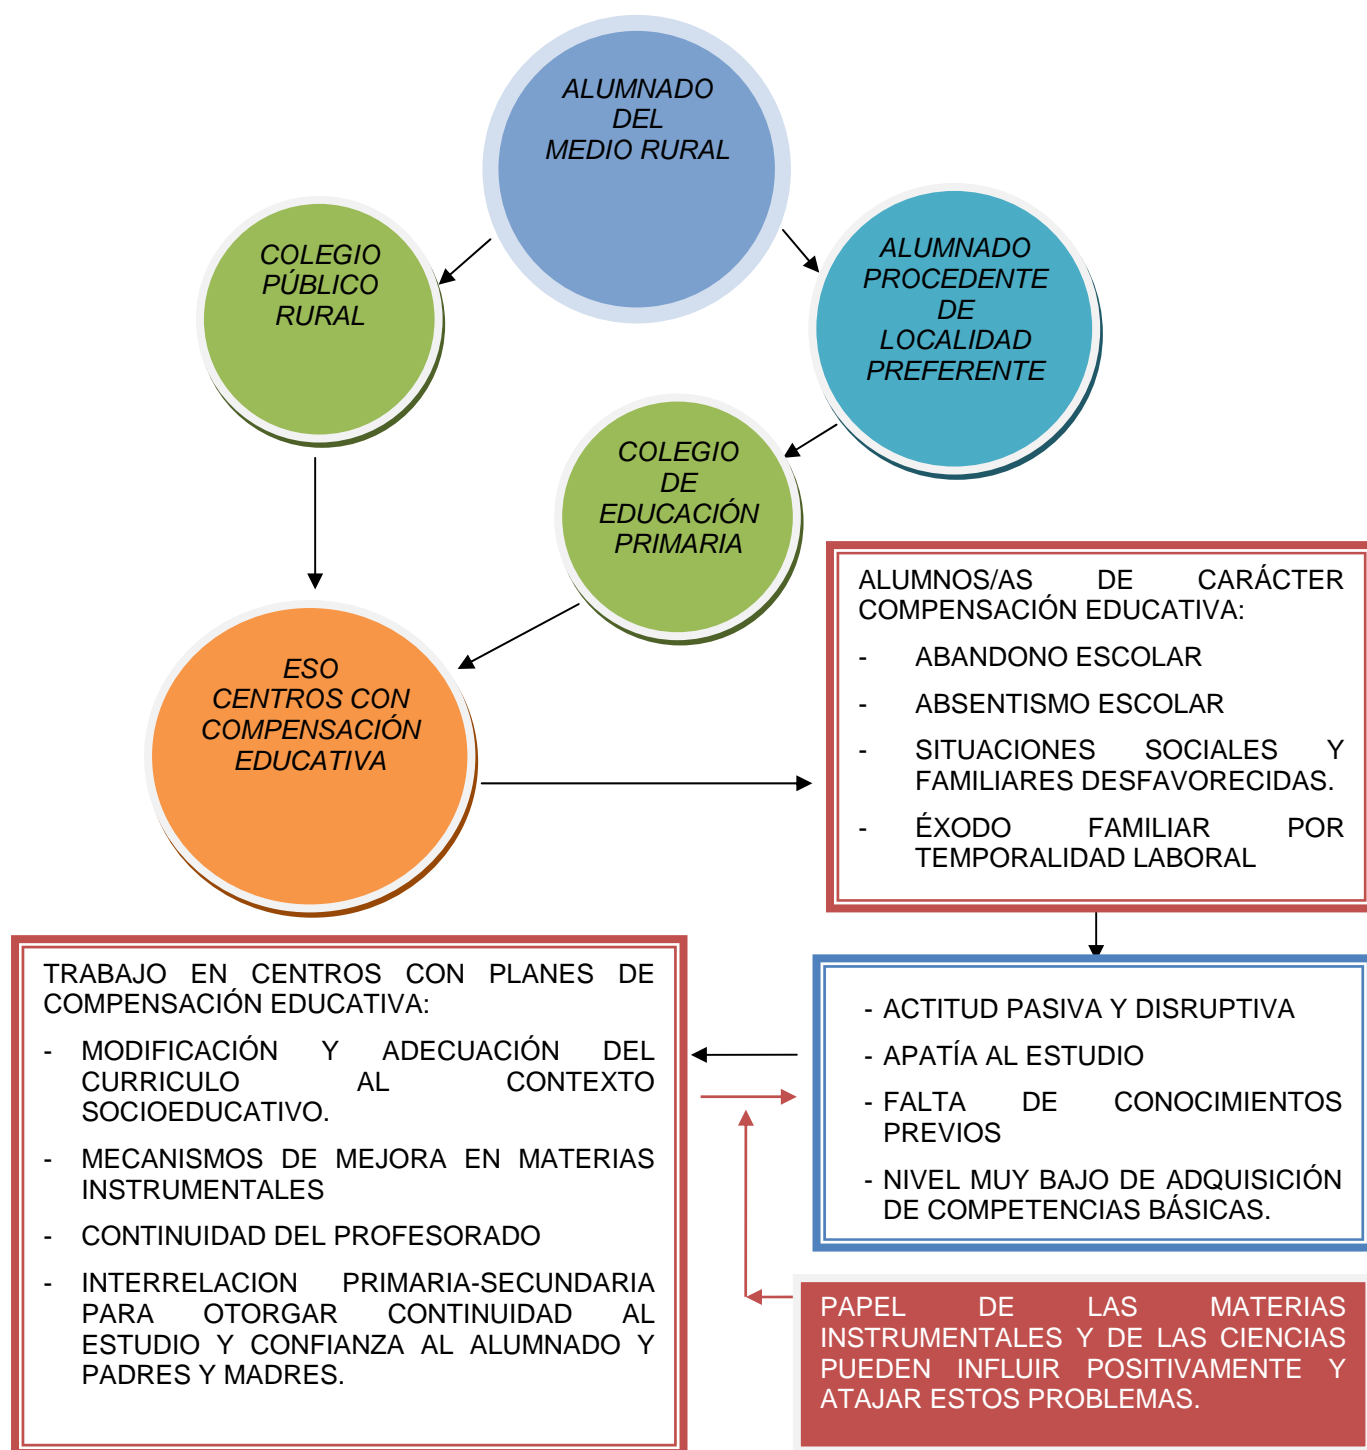 ALUMNADO
DEL
MEDIO RURAL
COLEGIO
PÚBLICO
RURAL
ALUMNADO
PROCEDENTE
DE
LOCALIDAD
PREFERENTE
COLEGIO
DE
EDUCACIÓN
PRIMARIA
ESO
CENTROS CON
COMPENSACIÓN
EDUCATIVA
ALUMNOS/AS DE CARÁCTER
COMPENSACIÓN EDUCATIVA:
- ABANDONO ESCOLAR
- ABSENTISMO ESCOLAR
- SITUACIONES SOCIALES Y
FAMILIARES DESFAVORECIDAS.
- ÉXODO FAMILIAR POR
TEMPORALIDAD LABORAL
TRABAJO EN CENTROS CON PLANES DE
COMPENSACIÓN EDUCATIVA:
- MODIFICACIÓN Y ADECUACIÓN DEL
CURRICULO AL CONTEXTO
SOCIOEDUCATIVO.
- MECANISMOS DE MEJORA EN MATERIAS
INSTRUMENTALES
- CONTINUIDAD DEL PROFESORADO
- INTERRELACION PRIMARIA-SECUNDARIA
PARA OTORGAR CONTINUIDAD AL
ESTUDIO Y CONFIANZA AL ALUMNADO Y
PADRES Y MADRES.
- ACTITUD PASIVA Y DISRUPTIVA
- APATÍA AL ESTUDIO
- FALTA DE CONOCIMIENTOS
PREVIOS
- NIVEL MUY BAJO DE ADQUISICIÓN
DE COMPETENCIAS BÁSICAS.
PAPEL DE LAS MATERIAS
INSTRUMENTALES Y DE LAS CIENCIAS
PUEDEN INFLUIR POSITIVAMENTE Y
ATAJAR ESTOS PROBLEMAS.